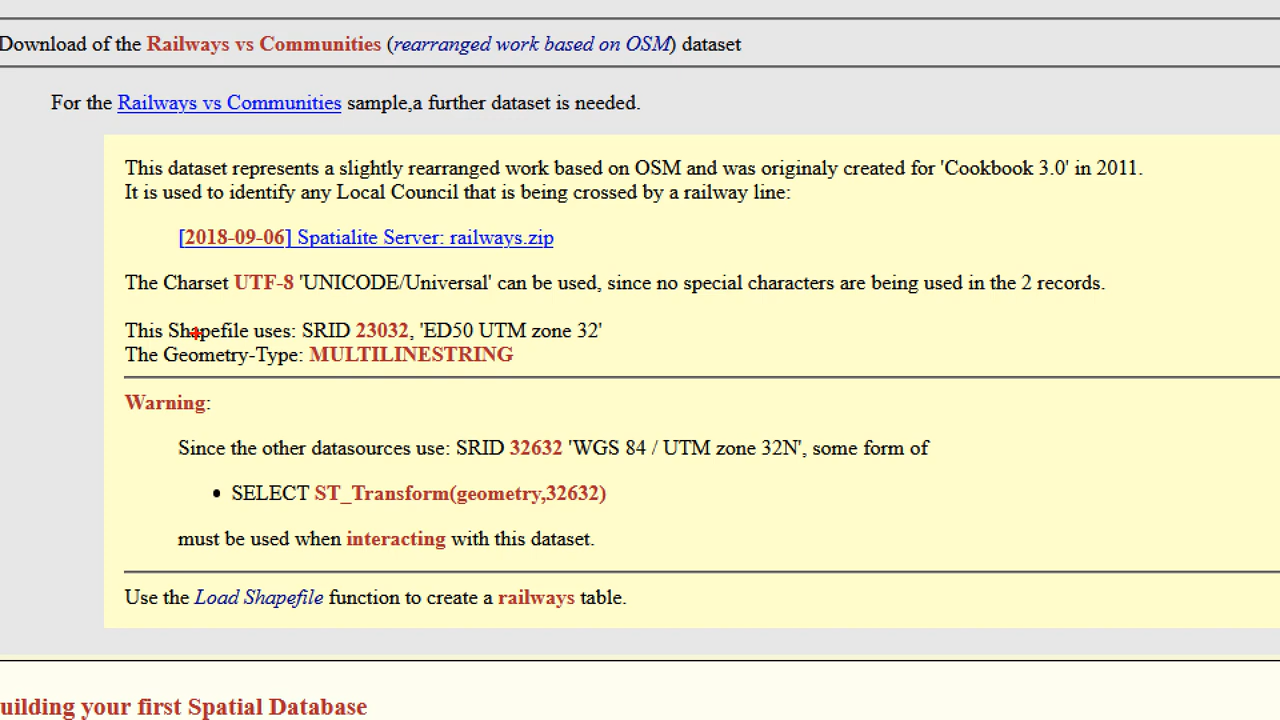 Download of the Railways vs Communities (rearranged work based on OSM) dataset
For the Railways vs Communities sample,a further dataset is needed.
This dataset represents a slightly rearranged work based on OSM and was originaly created for 'Cookbook 3.0' in 2011.
It is used to identify any Local Council that is being crossed by a railway line:
[2018-09-06] Spatialite Server: railways.zip
The Charset UTF-8 'UNICODE/Universal' can be used, since no special characters are being used in the 2 records.
This Shapefile uses: SRID 23032, 'ED50 UTM zone 32'
The Geometry-Type: MULTILINESTRING
Warning:
Since the other datasources use: SRID 32632 'WGS 84 / UTM zone 32N', some form of
• SELECT ST_Transform(geometry,32632)
must be used when interacting with this dataset.
Use the Load Shapefile function to create a railways table.
uilding your first Spatial Database